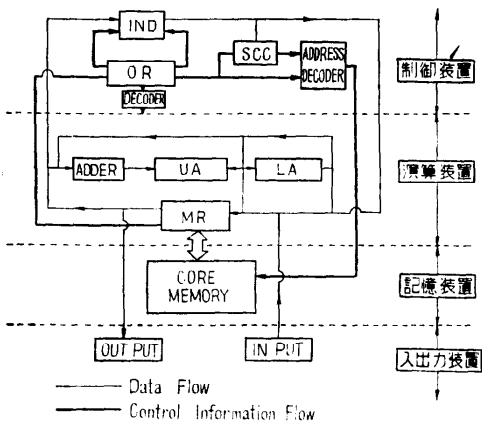 IND
SCC
ADDRESS
DECODER
OR
DECODER
制御装置
ADDER
UA
LA
演算装置
MR
CORE
MEMORY
記憶装置
OUT PUT
IN PUT
入出力装置
Data Flow
Control Information Flow